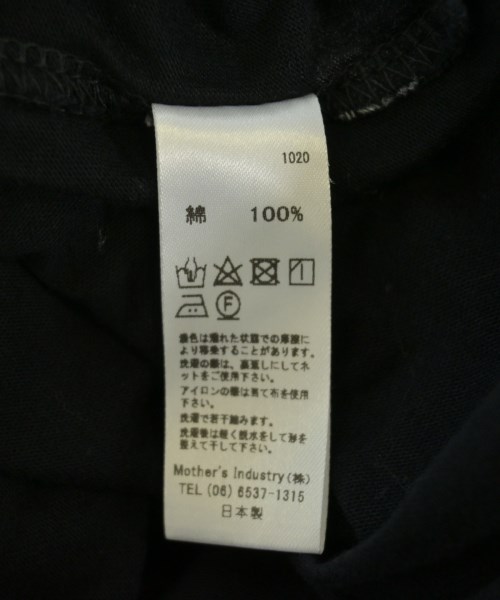 1020
綿 100%
F
濃色は濡れた状態での摩擦に
より移染することがあります。
洗濯の際は、裏返しにしてネ
ットをご使用下さい。
アイロンの際は当て布を使用
下さい。
洗濯で若干縮みます。
洗濯後は軽く脱水をして形を
整えて干して下さい。
Mother's Industry(株)
TEL (06) 6537-1315
日本製